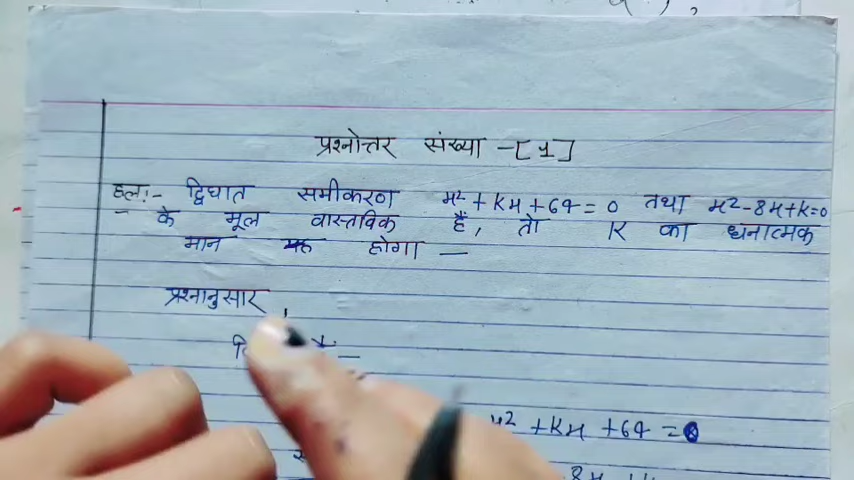 प्रश्नोत्तर संख्या -[1]
हलः- द्विघात समीकरण x² + Kx + 64 = 0 तथा x² - 8x + K = 0
के मूल वास्तविक हैं, तो K का धनात्मक
मान होगा —
प्रश्नानुसार,
x² + Kx + 64 =